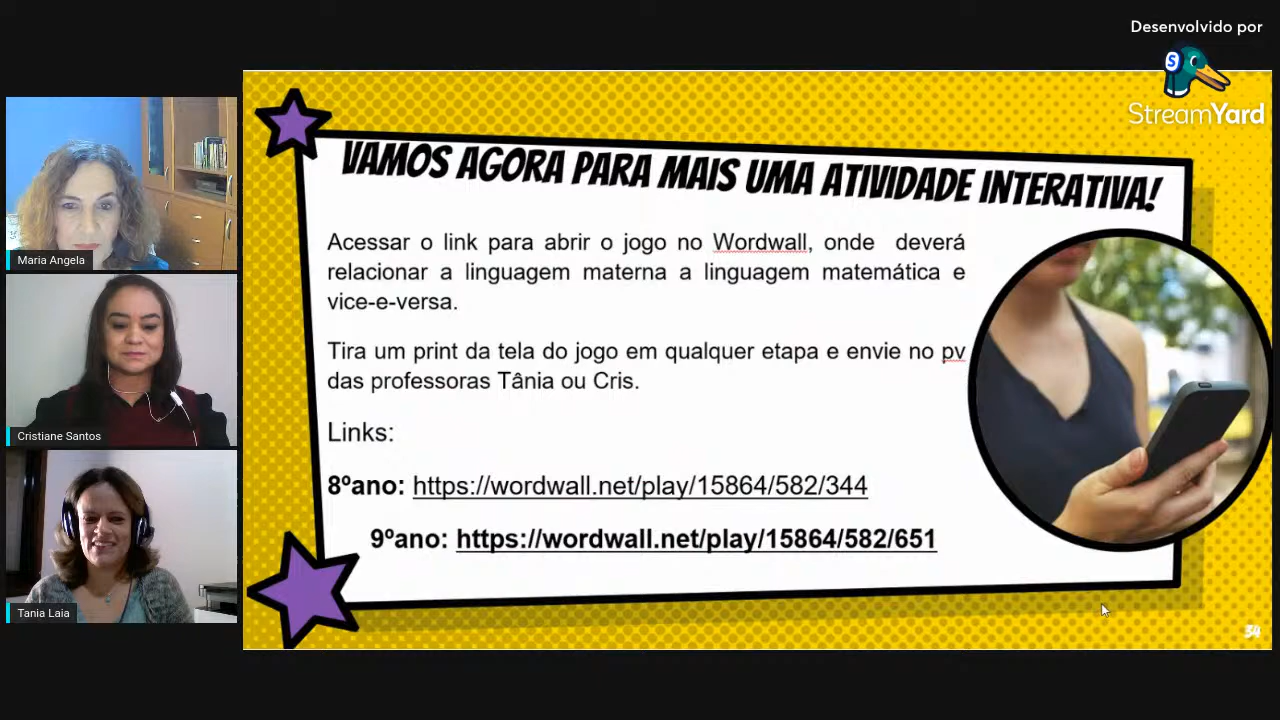 Desenvolvido por
StreamYard
VAMOS AGORA PARA MAIS UMA ATIVIDADE INTERATIVA!
Acessar o link para abrir o jogo no Wordwall, onde deverá
relacionar a linguagem materna a linguagem matemática e
vice-e-versa.
Tira um print da tela do jogo em qualquer etapa e envie no pv
das professoras Tânia ou Cris.
Links:
8ºano: https://wordwall.net/play/15864/582/344
9ºano: https://wordwall.net/play/15864/582/651
34
Maria Angela
Cristiane Santos
Tania Laia